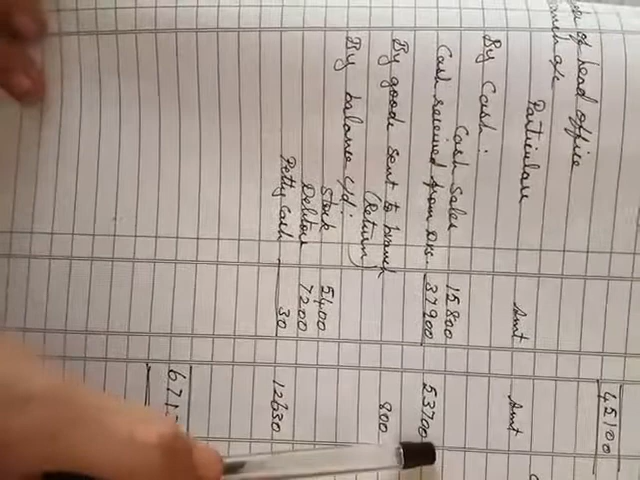 45100
of head office
Particulars Amt Amt
By Cash:
Cash Sales 15800
Cash received from Drs. 37900 53700
By goods sent to branch
(Return) 800
By balance c/d:
Stock 5400
Debtors 7200
Petty cash 30 12630